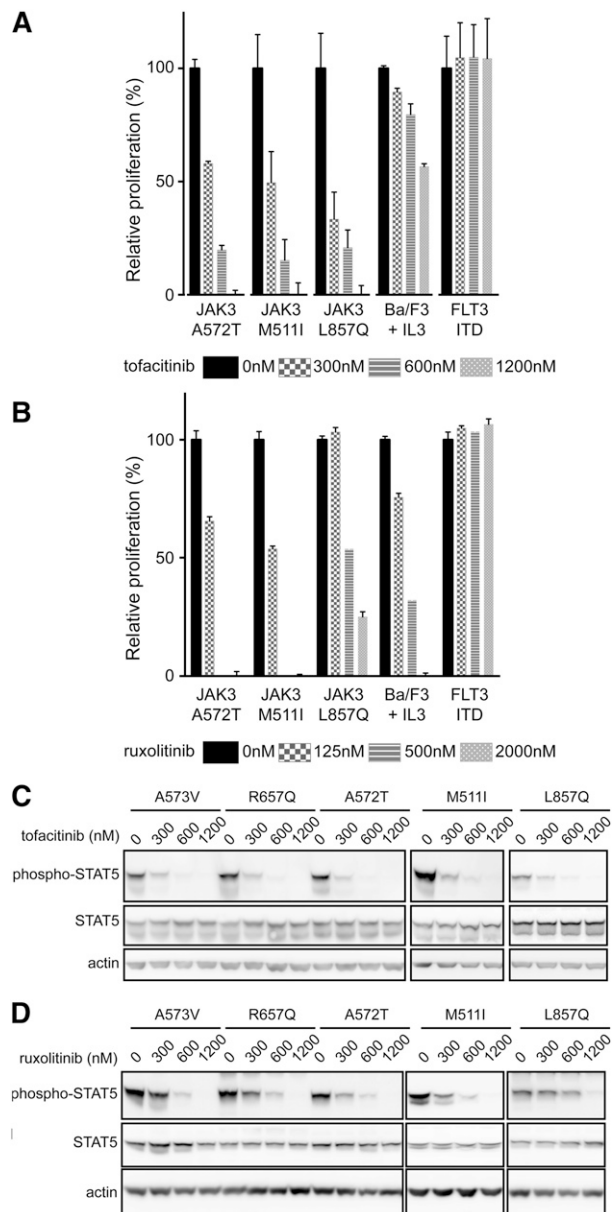 A
Relative proliferation (%)
100
50
0
JAK3 JAK3 JAK3 Ba/F3 FLT3
A572T M511I L857Q + IL3 ITD
tofacitinib 0nM 300nM 600nM 1200nM
B
Relative proliferation (%)
100
50
0
JAK3 JAK3 JAK3 Ba/F3 FLT3
A572T M511I L857Q + IL3 ITD
ruxolitinib 0nM 125nM 500nM 2000nM
C
A573V R657Q A572T M511I L857Q
tofacitinib (nM) 0 300 600 1200 0 300 600 1200 0 300 600 1200 0 300 600 1200 0 300 600 1200
phospho-STAT5
STAT5
actin
D
A573V R657Q A572T M511I L857Q
ruxolitinib (nM) 0 300 600 1200 0 300 600 1200 0 300 600 1200 0 300 600 1200 0 300 600 1200
phospho-STAT5
STAT5
actin